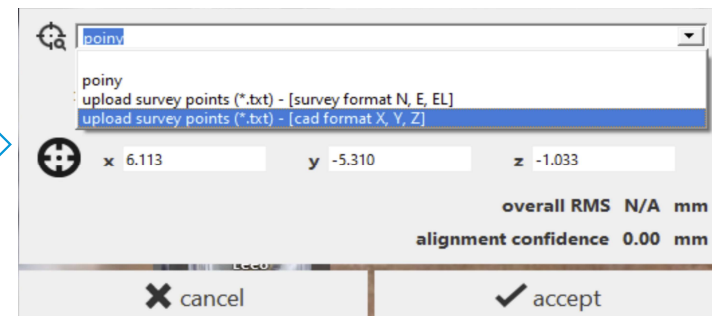 poiny
poiny
upload survey points (*.txt) - [survey format N, E, EL]
upload survey points (*.txt) - [cad format X, Y, Z]
x 6.113 y -5.310 z -1.033
overall RMS N/A mm
alignment confidence 0.00 mm
cancel accept